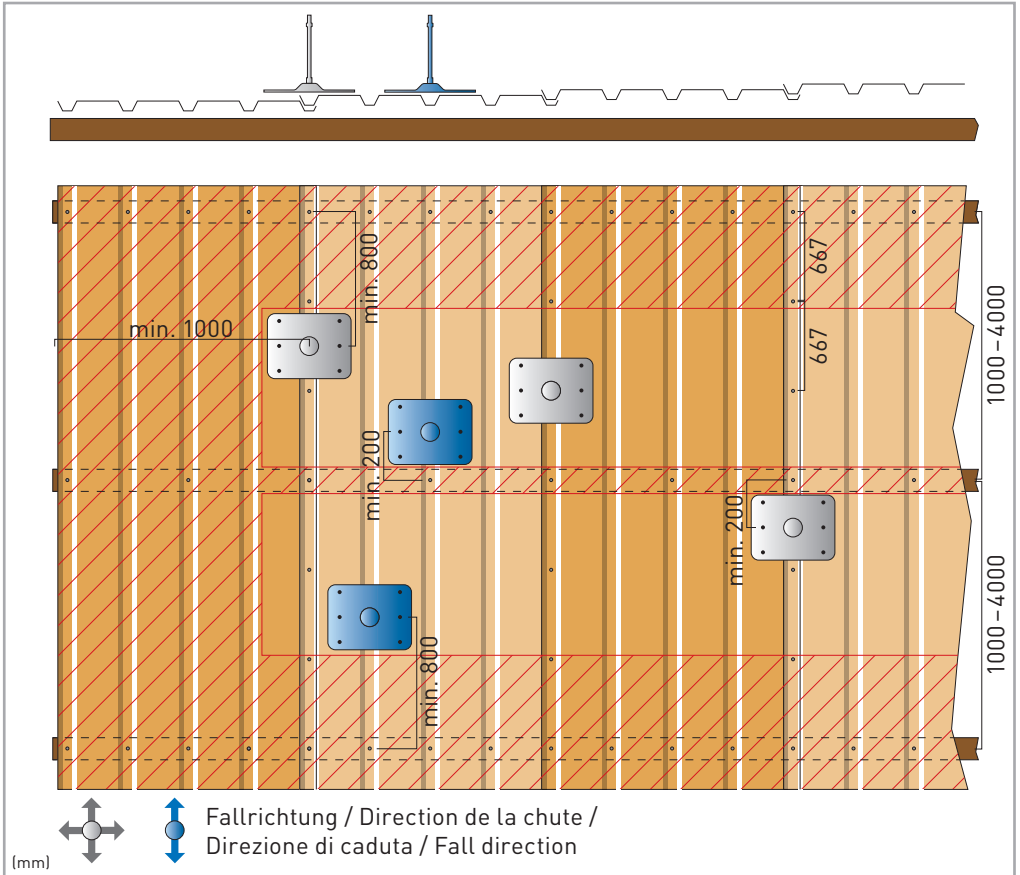 min. 800
667
min. 1000
667
1000 – 4000
min. 200
min. 200
1000 – 4000
min. 800
Fallrichtung / Direction de la chute /
Direzione di caduta / Fall direction
(mm)